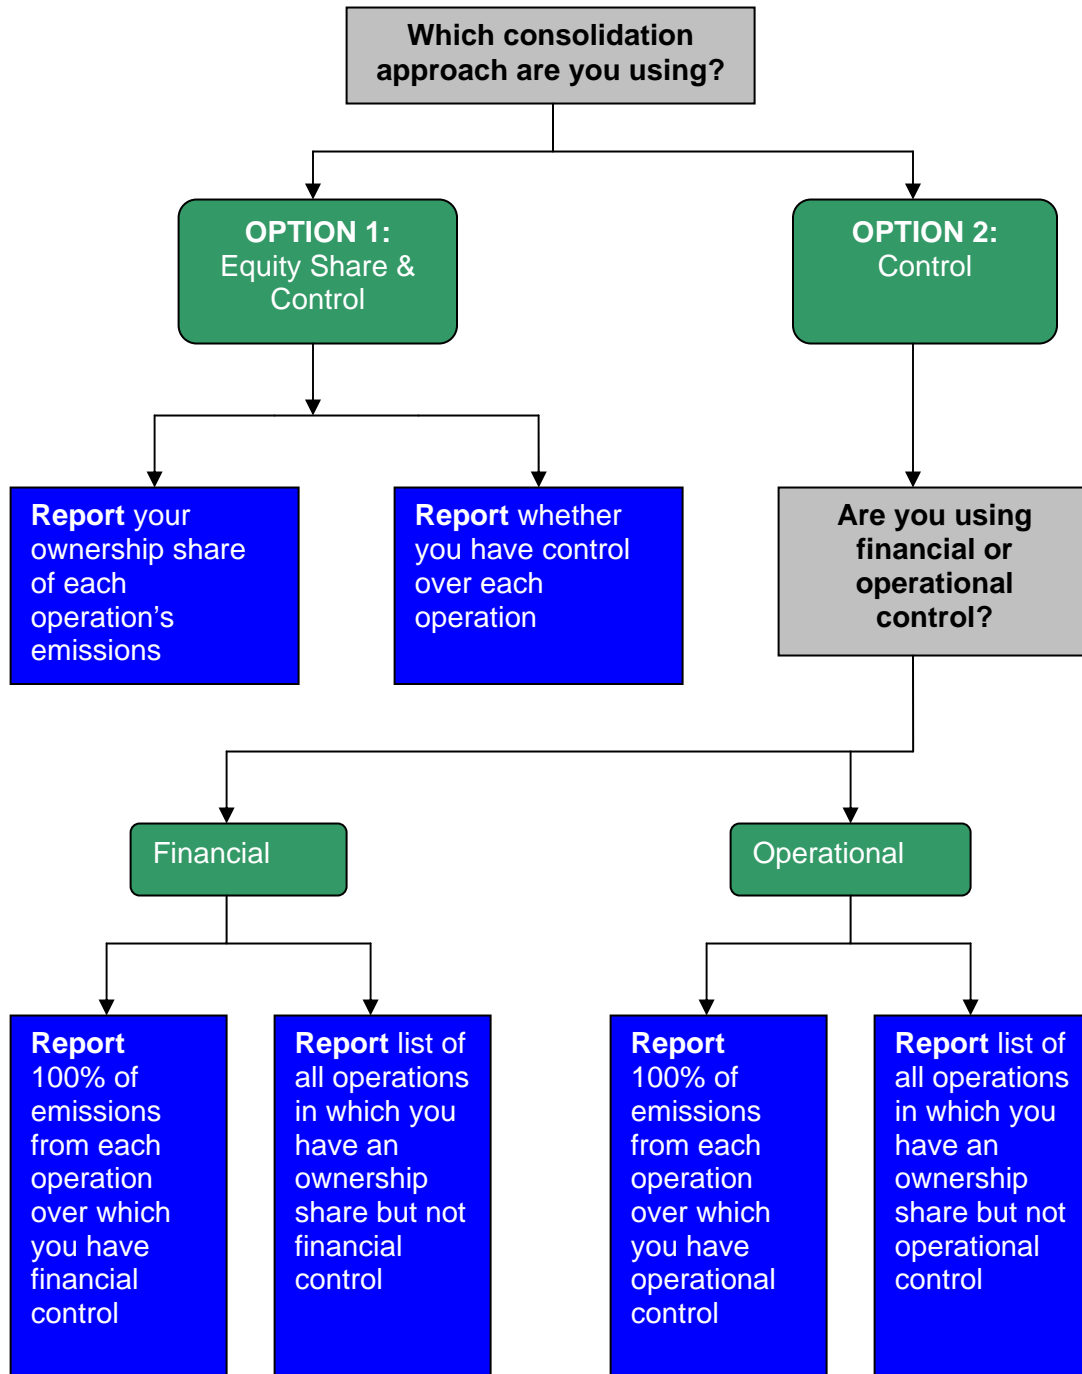 Which consolidation
approach are you using?
OPTION 1:
Equity Share &
Control
OPTION 2:
Control
Report your
ownership share
of each
operation’s
emissions
Report whether
you have control
over each
operation
Are you using
financial or
operational
control?
Financial
Operational
Report
100% of
emissions
from each
operation
over which
you have
financial
control
Report list of
all operations
in which you
have an
ownership
share but not
financial
control
Report
100% of
emissions
from each
operation
over which
you have
operational
control
Report list of
all operations
in which you
have an
ownership
share but not
operational
control